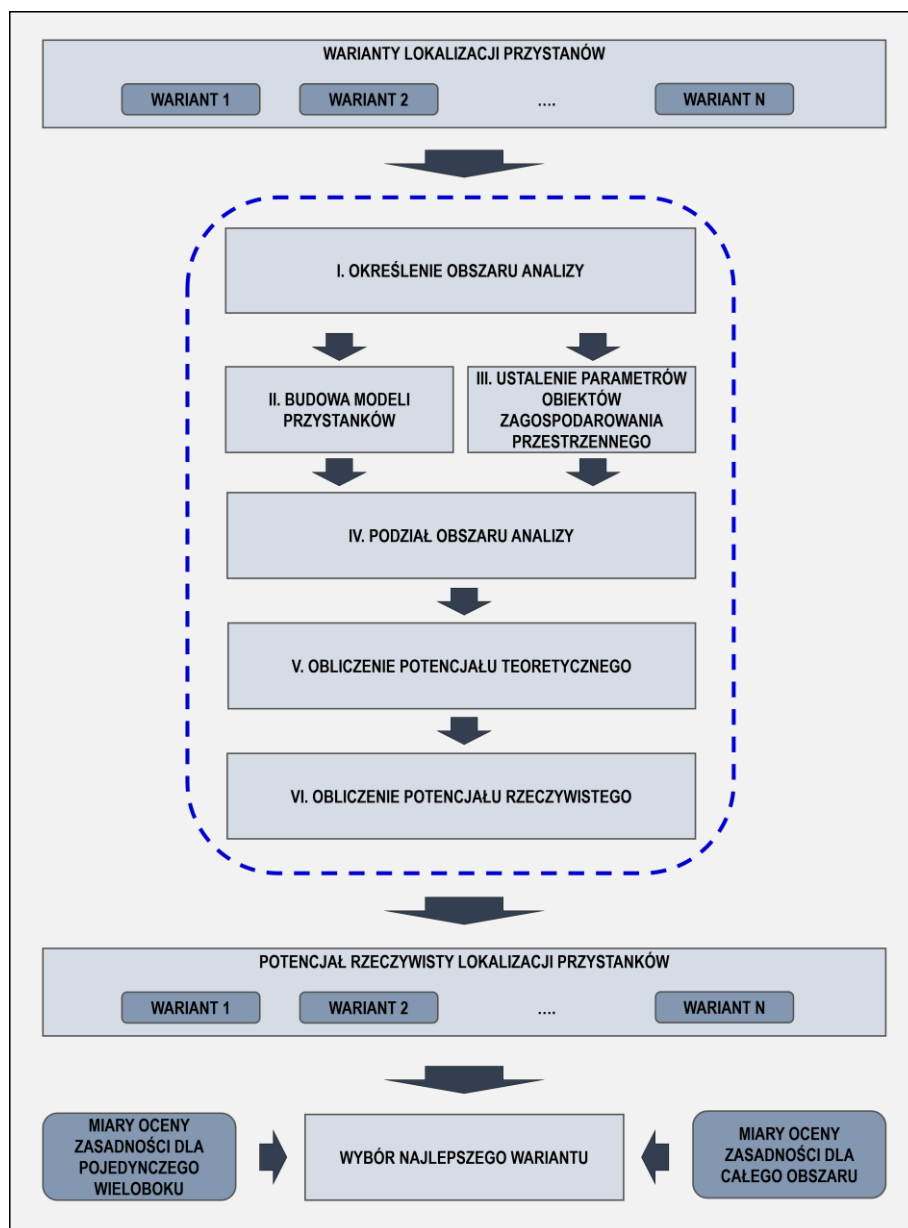 WARIANTY LOKALIZACJI PRZYSTANÓW
WARIANT 1
WARIANT 2
....
WARIANT N
I. OKREŚLENIE OBSZARU ANALIZY
II. BUDOWA MODELI
PRZYSTANKÓW
III. USTALENIE PARAMETRÓW
OBIEKTÓW
ZAGOSPODAROWANIA
PRZESTRZENNEGO
IV. PODZIAŁ OBSZARU ANALIZY
V. OBLICZENIE POTENCJAŁU TEORETYCZNEGO
VI. OBLICZENIE POTENCJAŁU RZECZYWISTEGO
POTENCJAŁ RZECZYWISTY LOKALIZACJI PRZYSTANKÓW
WARIANT 1
WARIANT 2
....
WARIANT N
MIARY OCENY
ZASADNOŚCI DLA
POJEDYNCZEGO
WIELOBOKU
WYBÓR NAJLEPSZEGO WARIANTU
MIARY OCENY
ZASADNOŚCI DLA
CAŁEGO OBSZARU